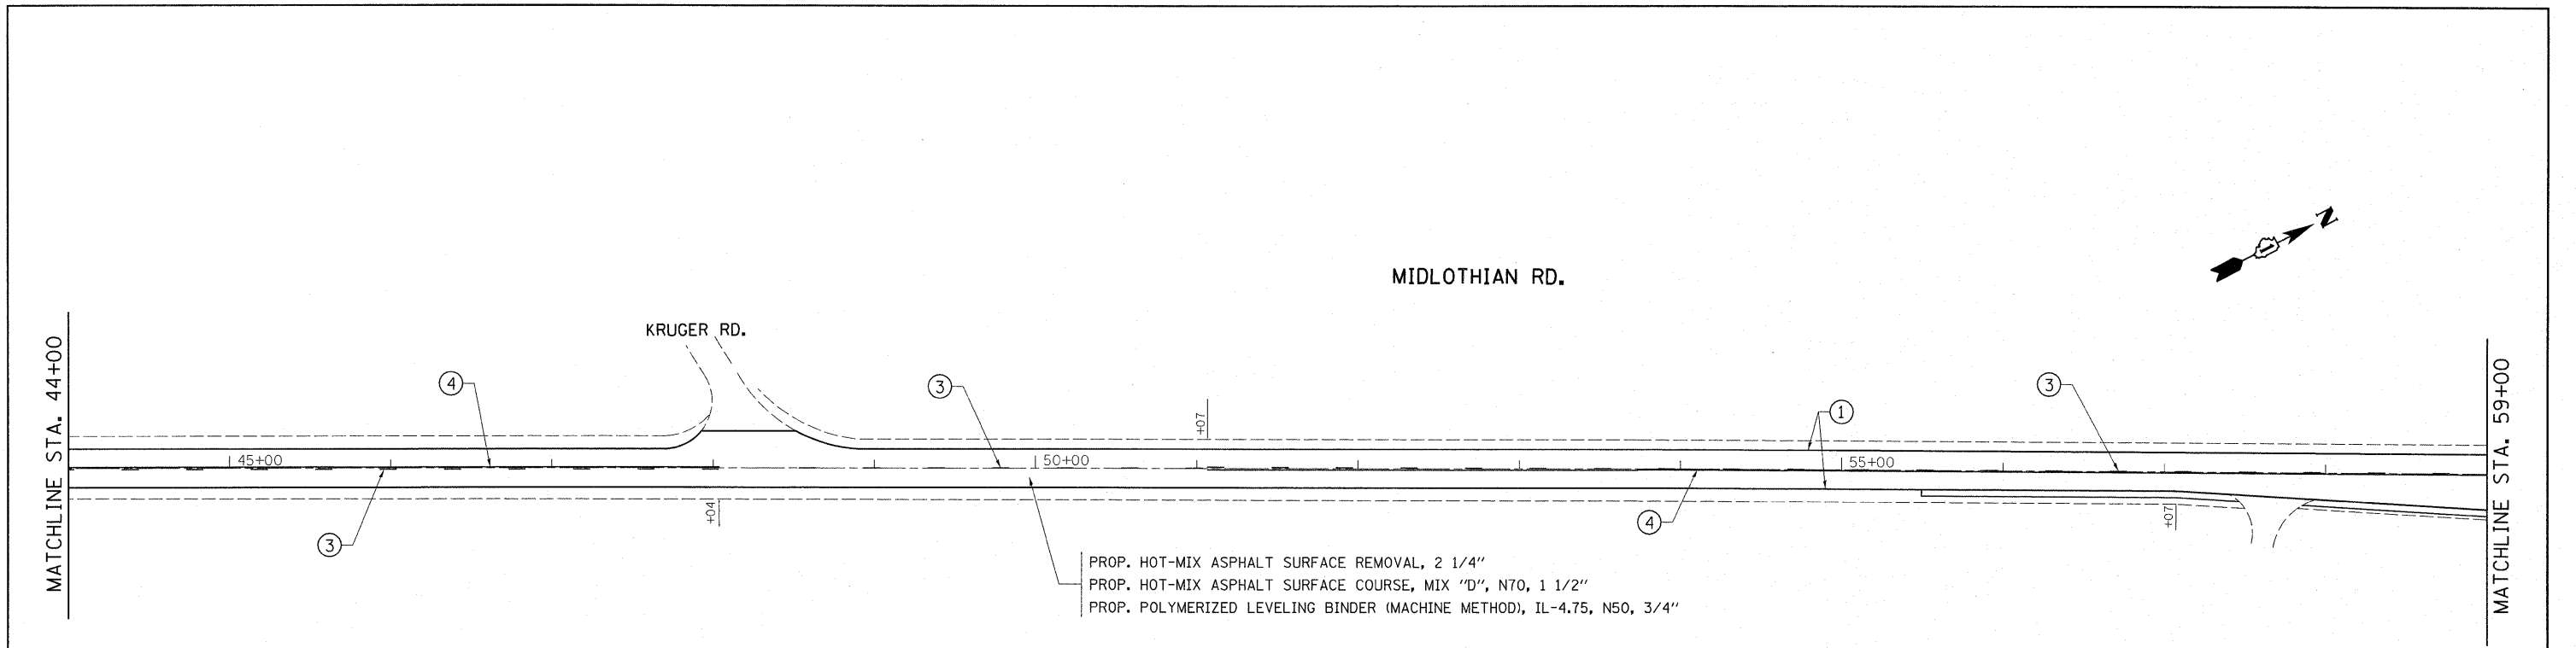 MIDLOTHIAN RD.
N
KRUGER RD.
MATCHLINE STA. 44+00
MATCHLINE STA. 59+00
4
3
3
1
+07
45+00
50+00
55+00
+04
+07
3
4
PROP. HOT-MIX ASPHALT SURFACE REMOVAL, 2 1/4"
PROP. HOT-MIX ASPHALT SURFACE COURSE, MIX "D", N70, 1 1/2"
PROP. POLYMERIZED LEVELING BINDER (MACHINE METHOD), IL-4.75, N50, 3/4"